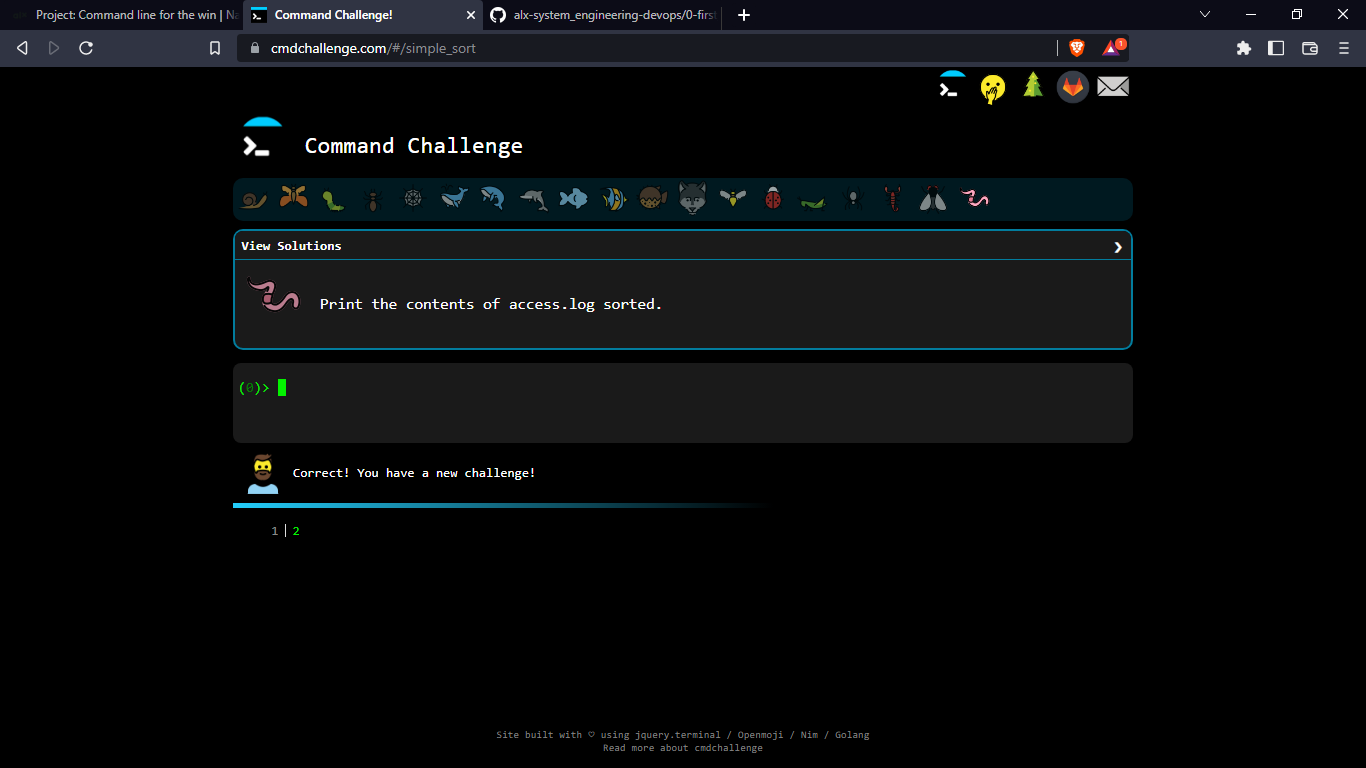 Project: Command line for the win | Na
Command Challenge!
alx-system_engineering-devops/0-first
cmdchallenge.com/#/simple_sort
1
Command Challenge
View Solutions
Print the contents of access.log sorted.
(0)>
Correct! You have a new challenge!
1 | 2
Site built with ♡ using jquery.terminal / Openmoji / Nim / Golang
Read more about cmdchallenge